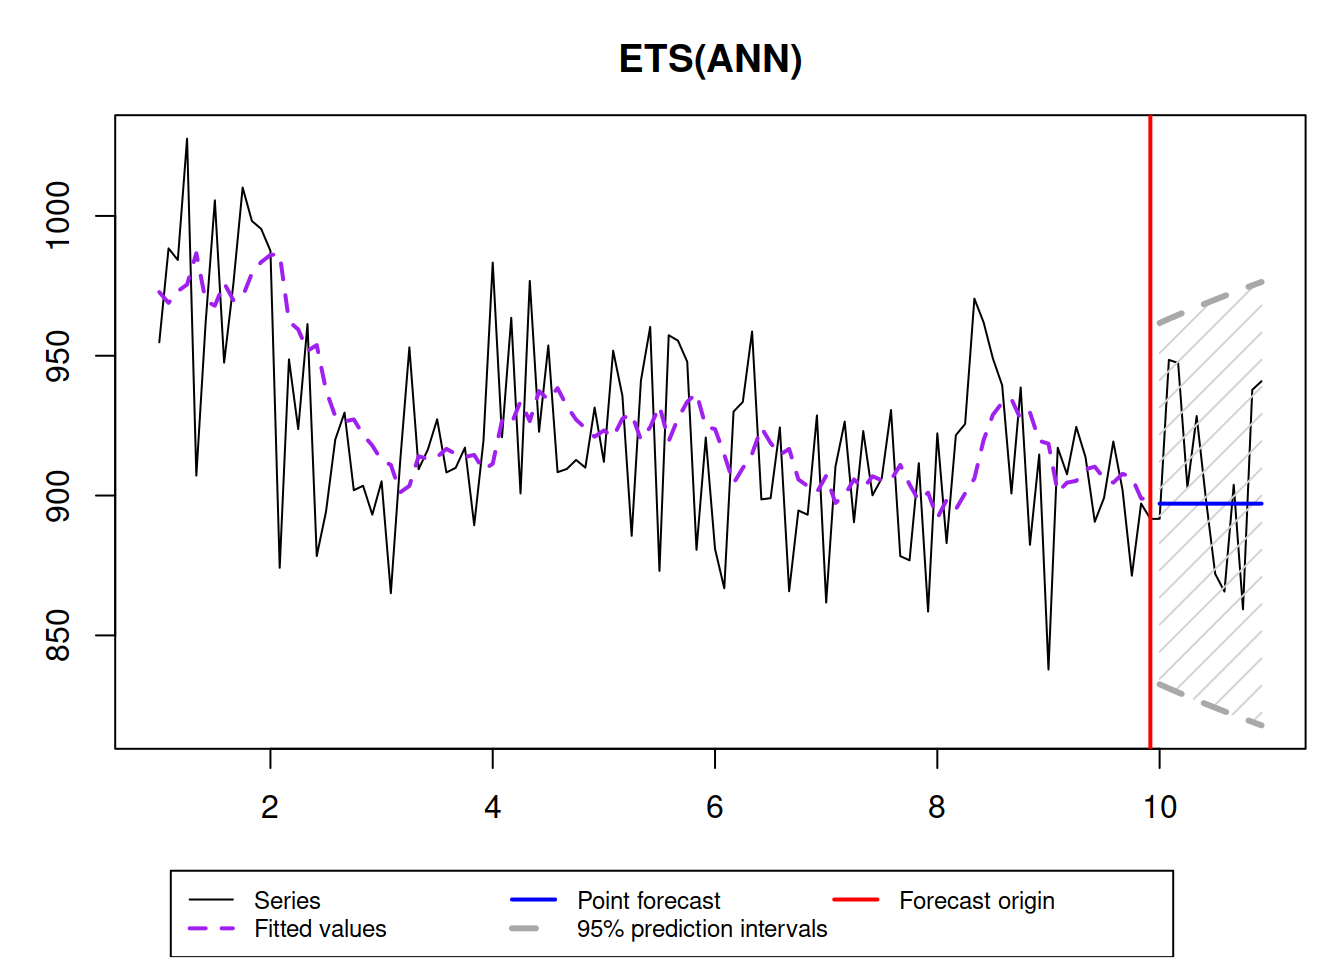 ETS(ANN)
1000
950
900
850
2 4 6 8 10
Series Point forecast Forecast origin
Fitted values 95% prediction intervals